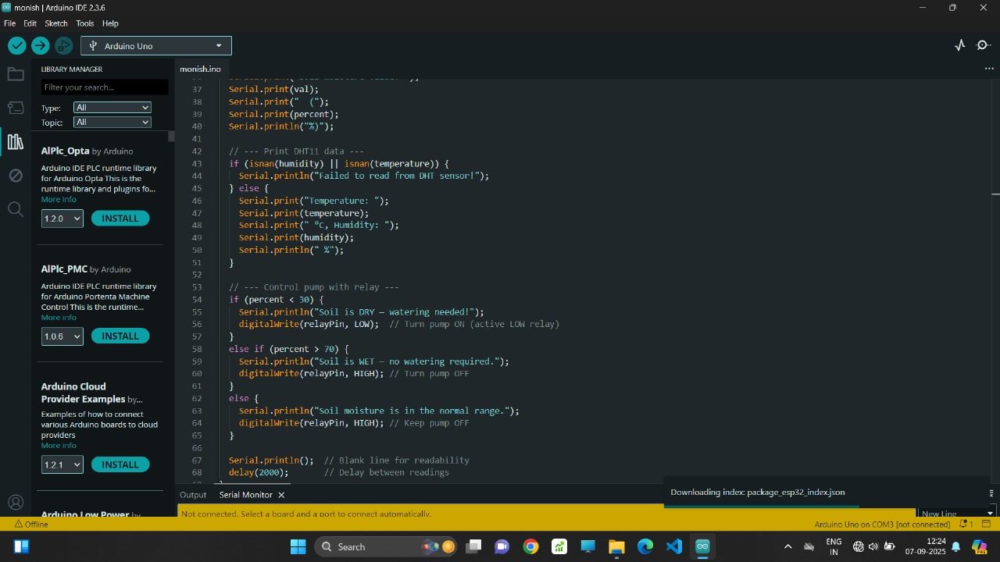 monish | Arduino IDE 2.3.6
File Edit Sketch Tools Help
Arduino Uno
LIBRARY MANAGER
Filter your search...
Type: All
Topic: All
AlPlc_Opta by Arduino
Arduino IDE PLC runtime library
for Arduino Opta This is the
runtime library and plugins fo...
More info
1.2.0 INSTALL
AlPlc_PMC by Arduino
Arduino IDE PLC runtime library
for Arduino Portenta Machine
Control This is the runtime...
More info
1.0.6 INSTALL
Arduino Cloud
Provider Examples by...
Examples of how to connect
various Arduino boards to cloud
providers
More info
1.2.1 INSTALL
Arduino Low Power by
monish.ino
37 Serial.print(val);
38 Serial.print("  (");
39 Serial.print(percent);
40 Serial.println("%)");
41
42 // --- Print DHT11 data ---
43 if (isnan(humidity) || isnan(temperature)) {
44 Serial.println("Failed to read from DHT sensor!");
45 } else {
46 Serial.print("Temperature: ");
47 Serial.print(temperature);
48 Serial.print(" °C, Humidity: ");
49 Serial.print(humidity);
50 Serial.println(" %");
51 }
52
53 // --- Control pump with relay ---
54 if (percent < 30) {
55 Serial.println("Soil is DRY – watering needed!");
56 digitalWrite(relayPin, LOW);  // Turn pump ON (active LOW relay)
57 }
58 else if (percent > 70) {
59 Serial.println("Soil is WET – no watering required.");
60 digitalWrite(relayPin, HIGH); // Turn pump OFF
61 }
62 else {
63 Serial.println("Soil moisture is in the normal range.");
64 digitalWrite(relayPin, HIGH); // Keep pump OFF
65 }
66
67 Serial.println();  // Blank line for readability
68 delay(2000);       // Delay between readings
Output Serial Monitor
Not connected. Select a board and a port to connect automatically.
New Line
Downloading index: package_esp32_index.json
Offline
Arduino Uno on COM3 [not connected] 1
Search
ENG
IN
12:24
07-09-2025
PRE